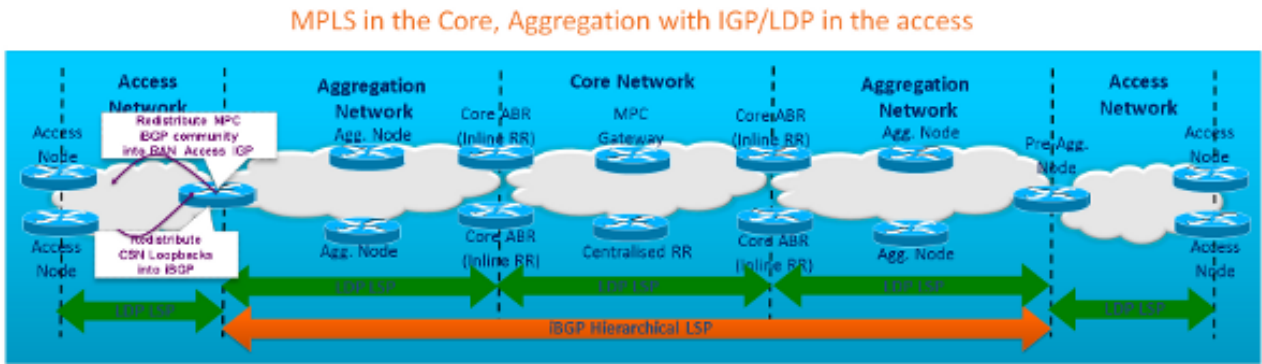 MPLS in the Core, Aggregation with IGP/LDP in the access
Access
Network
Aggregation
Network
Core Network
Aggregation
Network
Access
Network
Redistribute MPC
iBGP community
into RAN Access IGP
Access
Node
Agg. Node
Core ABR
(Inline RR)
MPC
Gateway
Core ABR
(Inline RR)
Agg. Node
Pre Agg.
Node
Access
Node
Access
Node
Redistribute
CSN Loopbacks
into iBGP
Agg. Node
Core ABR
(Inline RR)
Centralised RR
Core ABR
(Inline RR)
Agg. Node
Access
Node
LDP LSP
LDP LSP
LDP LSP
LDP LSP
LDP LSP
iBGP Hierarchical LSP